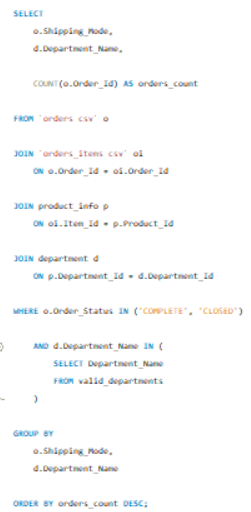 SELECT
o.Shipping_Mode,
d.Department_Name,
COUNT(o.Order_Id) AS orders_count
FROM `orders csv` o
JOIN `orders_items csv` oi
ON o.Order_Id = oi.Order_Id
JOIN product_info p
ON oi.Item_Id = p.Product_Id
JOIN department d
ON p.Department_Id = d.Department_Id
WHERE o.Order_Status IN ('COMPLETE', 'CLOSED')
AND d.Department_Name IN (
SELECT Department_Name
FROM valid_departments
)
GROUP BY
o.Shipping_Mode,
d.Department_Name
ORDER BY orders_count DESC;